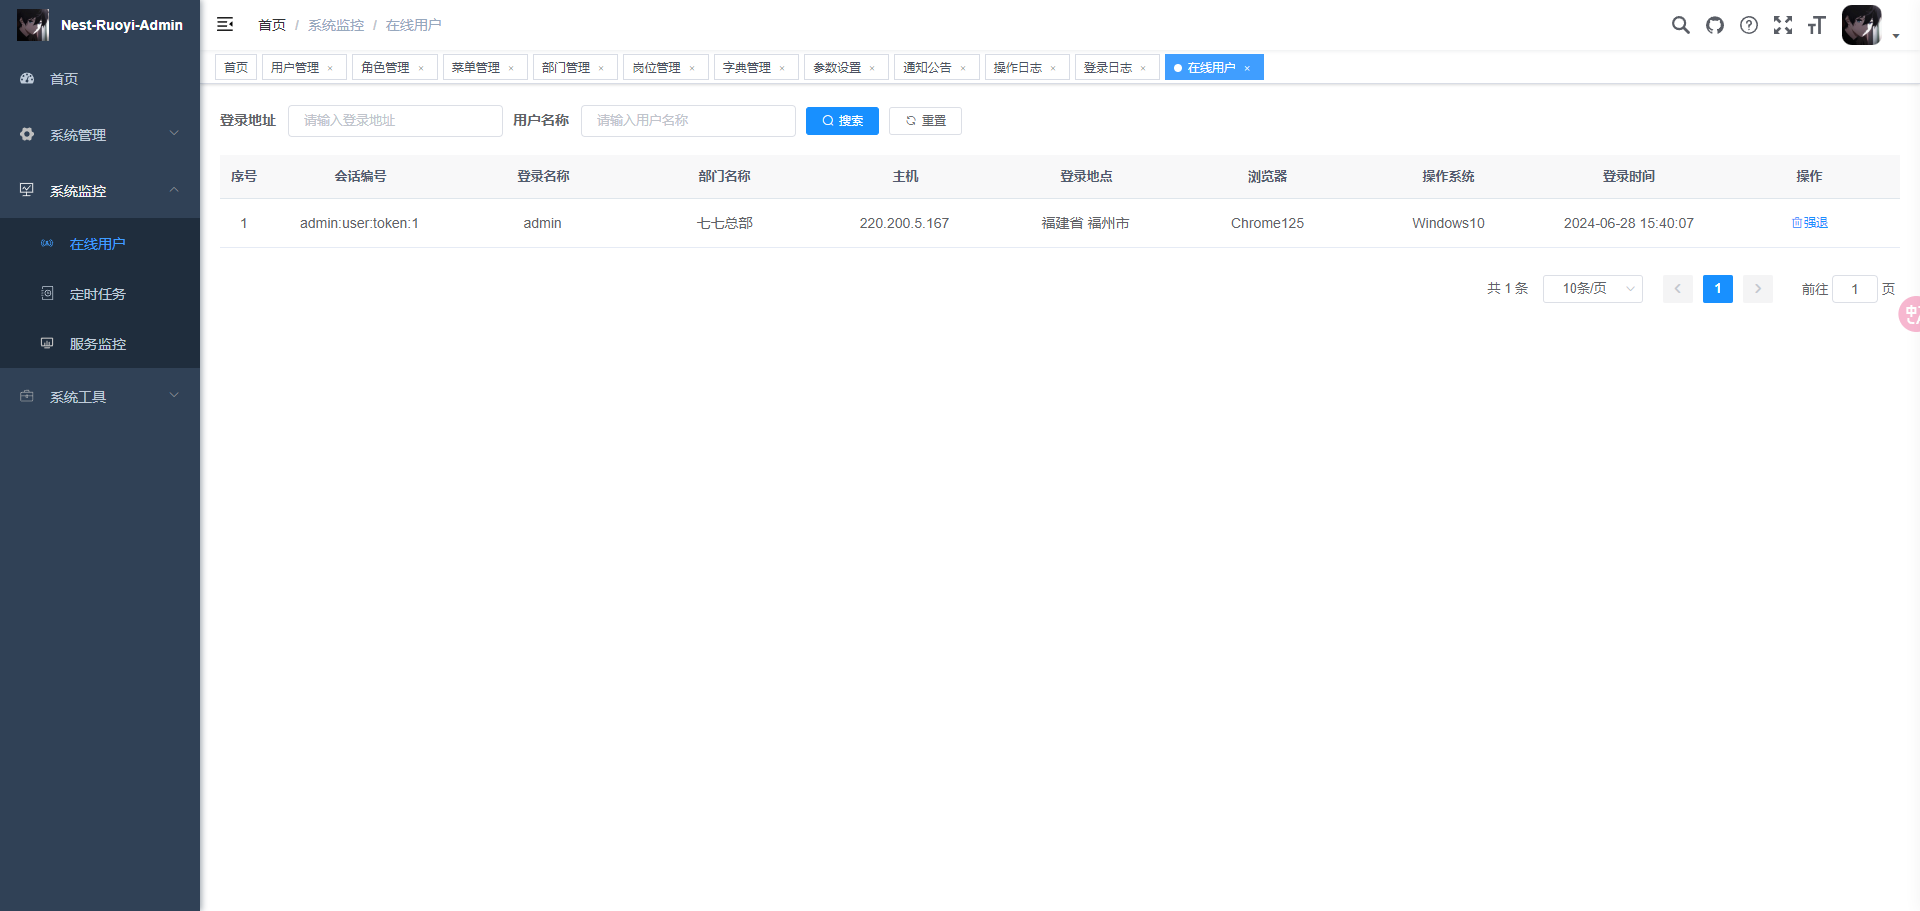 Nest-Ruoyi-Admin
首页
系统管理
系统监控
在线用户
定时任务
服务监控
系统工具
首页 / 系统监控 / 在线用户
首页 用户管理 × 角色管理 × 菜单管理 × 部门管理 × 岗位管理 × 字典管理 × 参数设置 × 通知公告 × 操作日志 × 登录日志 × 在线用户 ×
登录地址 请输入登录地址 用户名称 请输入用户名称 搜索 重置
序号 会话编号 登录名称 部门名称 主机 登录地点 浏览器 操作系统 登录时间 操作
1 admin:user:token:1 admin 七七总部 220.200.5.167 福建省 福州市 Chrome125 Windows10 2024-06-28 15:40:07 强退
共 1 条 10条/页 1 前往 1 页